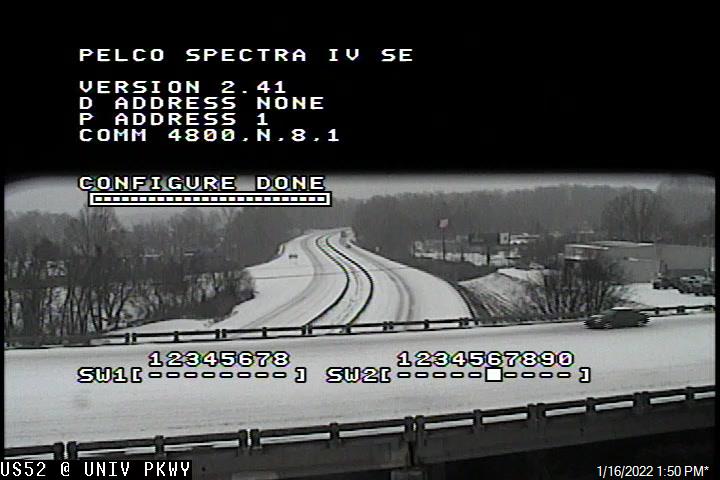 PELCO SPECTRA IV SE
VERSION 2.41
D ADDRESS NONE
P ADDRESS 1
COMM 4800,N,8,1
CONFIGURE DONE
12345678 1234567890
SW1[--------] SW2[-----■----]
US52 @ UNIV PKWY
1/16/2022 1:50 PM*